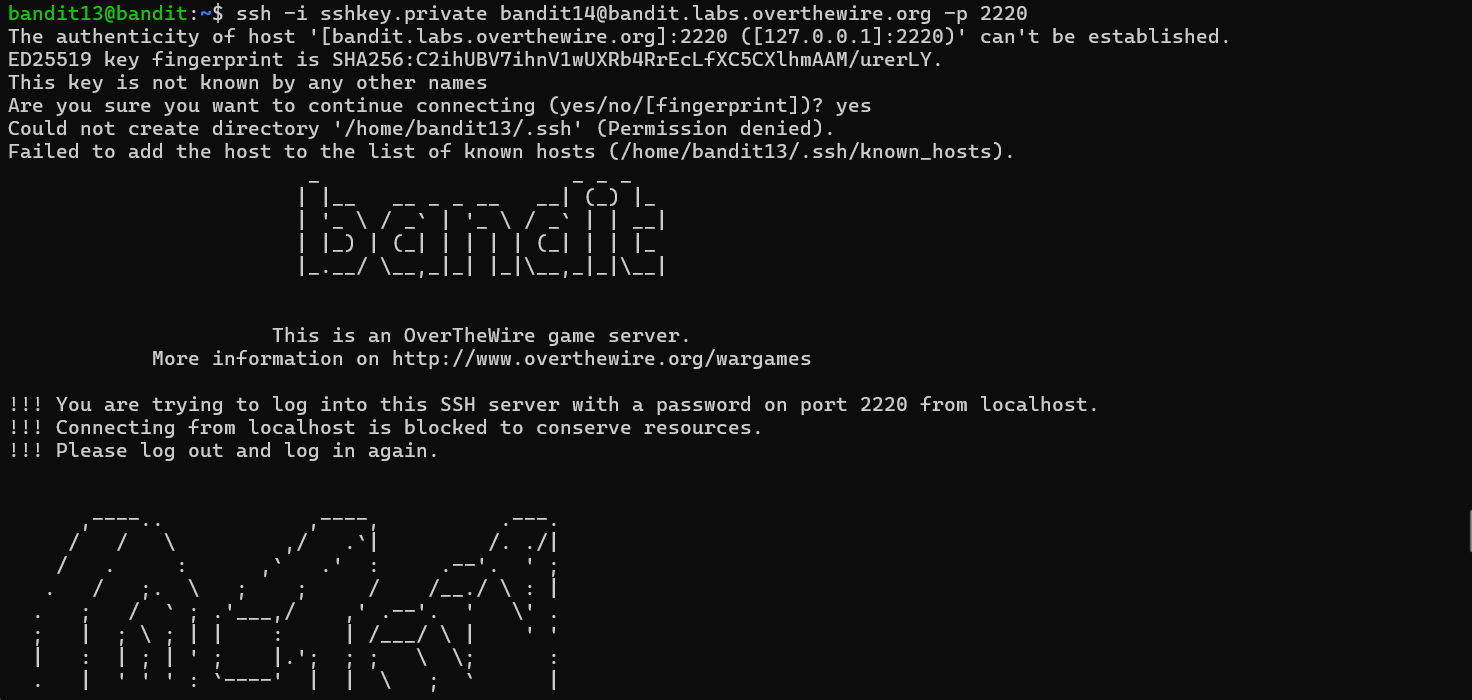 bandit13@bandit:~$ ssh -i sshkey.private bandit14@bandit.labs.overthewire.org -p 2220
The authenticity of host '[bandit.labs.overthewire.org]:2220 ([127.0.0.1]:2220)' can't be established.
ED25519 key fingerprint is SHA256:C2ihUBV7ihnV1wUXRb4RrEcLfXC5CXlhmAAM/urerLY.
This key is not known by any other names
Are you sure you want to continue connecting (yes/no/[fingerprint])? yes
Could not create directory '/home/bandit13/.ssh' (Permission denied).
Failed to add the host to the list of known hosts (/home/bandit13/.ssh/known_hosts).
bandit
This is an OverTheWire game server.
More information on http://www.overthewire.org/wargames
!!! You are trying to log into this SSH server with a password on port 2220 from localhost.
!!! Connecting from localhost is blocked to conserve resources.
!!! Please log out and log in again.